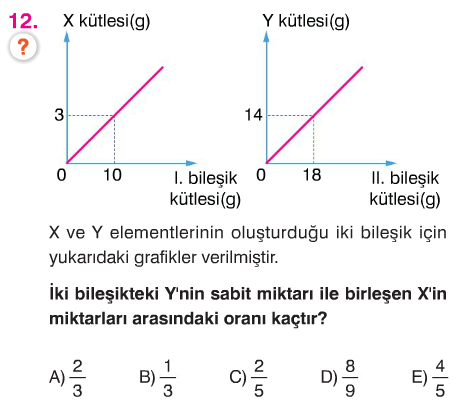 12.
?
X kütlesi(g)
3
0
10
I. bileşik
kütlesi(g)
Y kütlesi(g)
14
0
18
II. bileşik
kütlesi(g)
X ve Y elementlerinin oluşturduğu iki bileşik için
yukarıdaki grafikler verilmiştir.
İki bileşikteki Y'nin sabit miktarı ile birleşen X'in
miktarları arasındaki oranı kaçtır?
A) 2/3 B) 1/3 C) 2/5 D) 8/9 E) 4/5